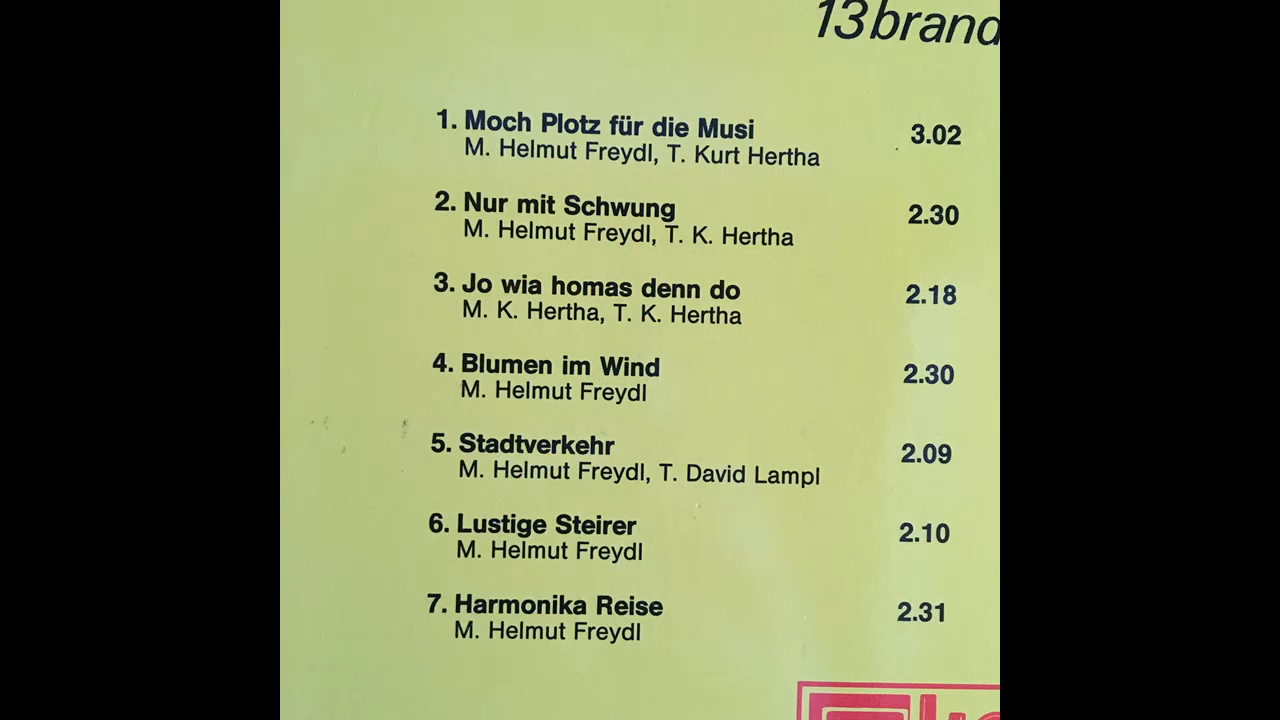 13 brand
1. Moch Plotz für die Musi 3.02
M. Helmut Freydl, T. Kurt Hertha
2. Nur mit Schwung 2.30
M. Helmut Freydl, T. K. Hertha
3. Jo wia homas denn do 2.18
M. K. Hertha, T. K. Hertha
4. Blumen im Wind 2.30
M. Helmut Freydl
5. Stadtverkehr 2.09
M. Helmut Freydl, T. David Lampl
6. Lustige Steirer 2.10
M. Helmut Freydl
7. Harmonika Reise 2.31
M. Helmut Freydl